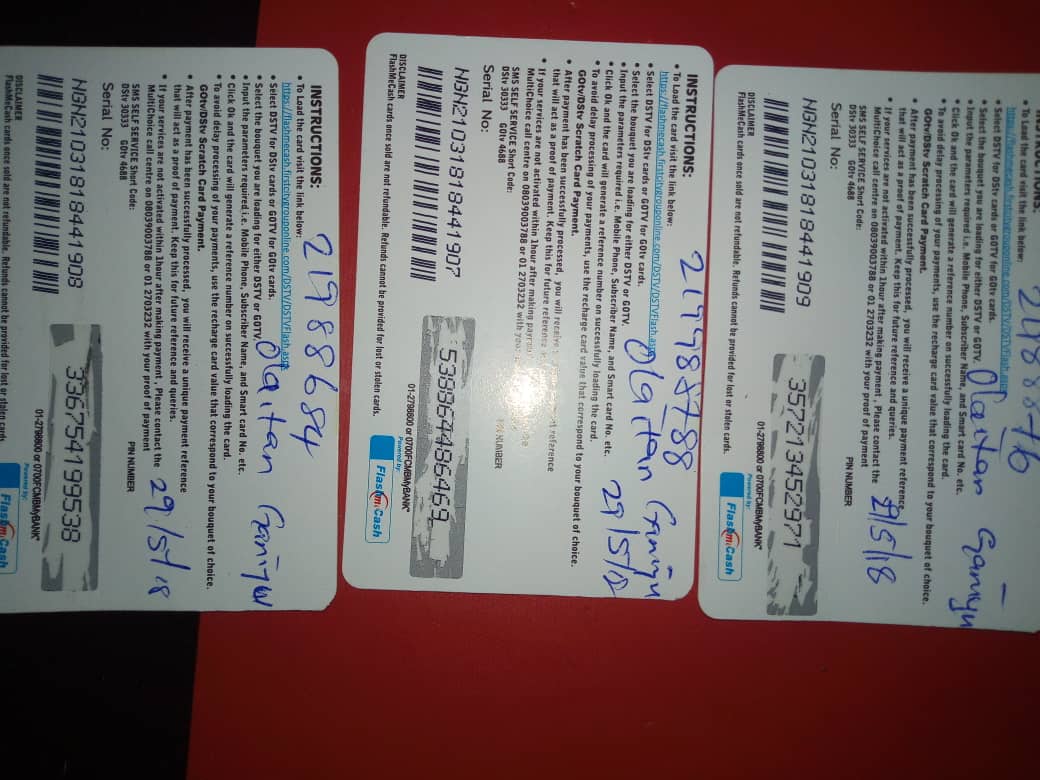 INSTRUCTIONS:
• To Load the card visit the link below:
https://flashmecash.firstcitygrouponline.com/DSTV/DSTVFlash.aspx
• Select DSTV for DStv cards or GOTV for GOtv cards.
• Select the bouquet you are loading for either DSTV or GOTV.
• Input the parameters required i.e. Mobile Phone, Subscriber Name, and Smart card No. etc.
• Click Ok and the card will generate a reference number on successfully loading the card.
• To avoid delay processing of your payments, use the recharge card value that correspond to your bouquet of choice.
GOtv/DStv Scratch Card Payment.
• After payment has been successfully processed, you will receive a unique payment reference
that will act as a proof of payment. Keep this for future reference and queries.
• If your services are not activated within 1hour after making payment, Please contact the
MultiChoice call centre on 08039003788 or 01 2703232 with your proof of payment
SMS SELF SERVICE Short Code:
DStv 30333 GOtv 4688
Serial No:
PIN NUMBER
NGN2103181841909
357213452971
01-2798800 or 0700FCMBMyBANK"
DISCLAIMER
FlashMeCash cards once sold are not refundable. Refunds cannot be provided for lost or stolen cards.
Powered by:
FlashmeCash
Olaitan Ganiyu
21/5/18
INSTRUCTIONS:
219985788
• To Load the card visit the link below:
https://flashmecash.firstcitygrouponline.com/DSTV/DSTVFlash.aspx
• Select DSTV for DStv cards or GOTV for GOtv cards.
• Select the bouquet you are loading for either DSTV or GOTV.
Olaitan Ganiyu
• Input the parameters required i.e. Mobile Phone, Subscriber Name, and Smart card No. etc.
• Click Ok and the card will generate a reference number on successfully loading the card.
29/5/18
• To avoid delay processing of your payments, use the recharge card value that correspond to your bouquet of choice.
GOtv/DStv Scratch Card Payment.
• After payment has been successfully processed, you will receive reference
that will act as a proof of payment. Keep this for future reference
• If your services are not activated within 1hour after making payment
MultiChoice call centre on 08039003788 or 01 2703232 with
SMS SELF SERVICE Short Code:
DStv 30333 GOtv 4688
Serial No:
PIN NUMBER
NGN2103181841907
538864486469
01-2798800 or 0700FCMBMyBANK"
DISCLAIMER
FlashMeCash cards once sold are not refundable. Refunds cannot be provided for lost or stolen cards.
Powered by:
FlashmeCash
INSTRUCTIONS:
219886684
• To Load the card visit the link below:
https://flashmecash.firstcitygrouponline.com/DSTV/DSTVFlash.aspx
• Select DSTV for DStv cards or GOTV for GOtv cards.
Olaitan Ganiyu
• Select the bouquet you are loading for either DSTV or GOTV.
• Input the parameters required i.e. Mobile Phone, Subscriber Name, and Smart card No. etc.
• Click Ok and the card will generate a reference number on successfully loading the card.
• To avoid delay processing of your payments, use the recharge card value that correspond to your bouquet of choice.
GOtv/DStv Scratch Card Payment.
• After payment has been successfully processed, you will receive a unique payment reference
that will act as a proof of payment. Keep this for future reference and queries.
• If your services are not activated within 1hour after making payment, Please contact the
29/5/18
MultiChoice call centre on 08039003788 or 01 2703232 with your proof of payment
SMS SELF SERVICE Short Code:
DStv 30333 GOtv 4688
Serial No:
PIN NUMBER
NGN2103181841908
336754199538
01-2798800 or 0700FCMBMyBANK"
DISCLAIMER
FlashMeCash cards once sold are not refundable. Refunds cannot be provided for lost or stolen cards.
Powered by:
FlashmeCash